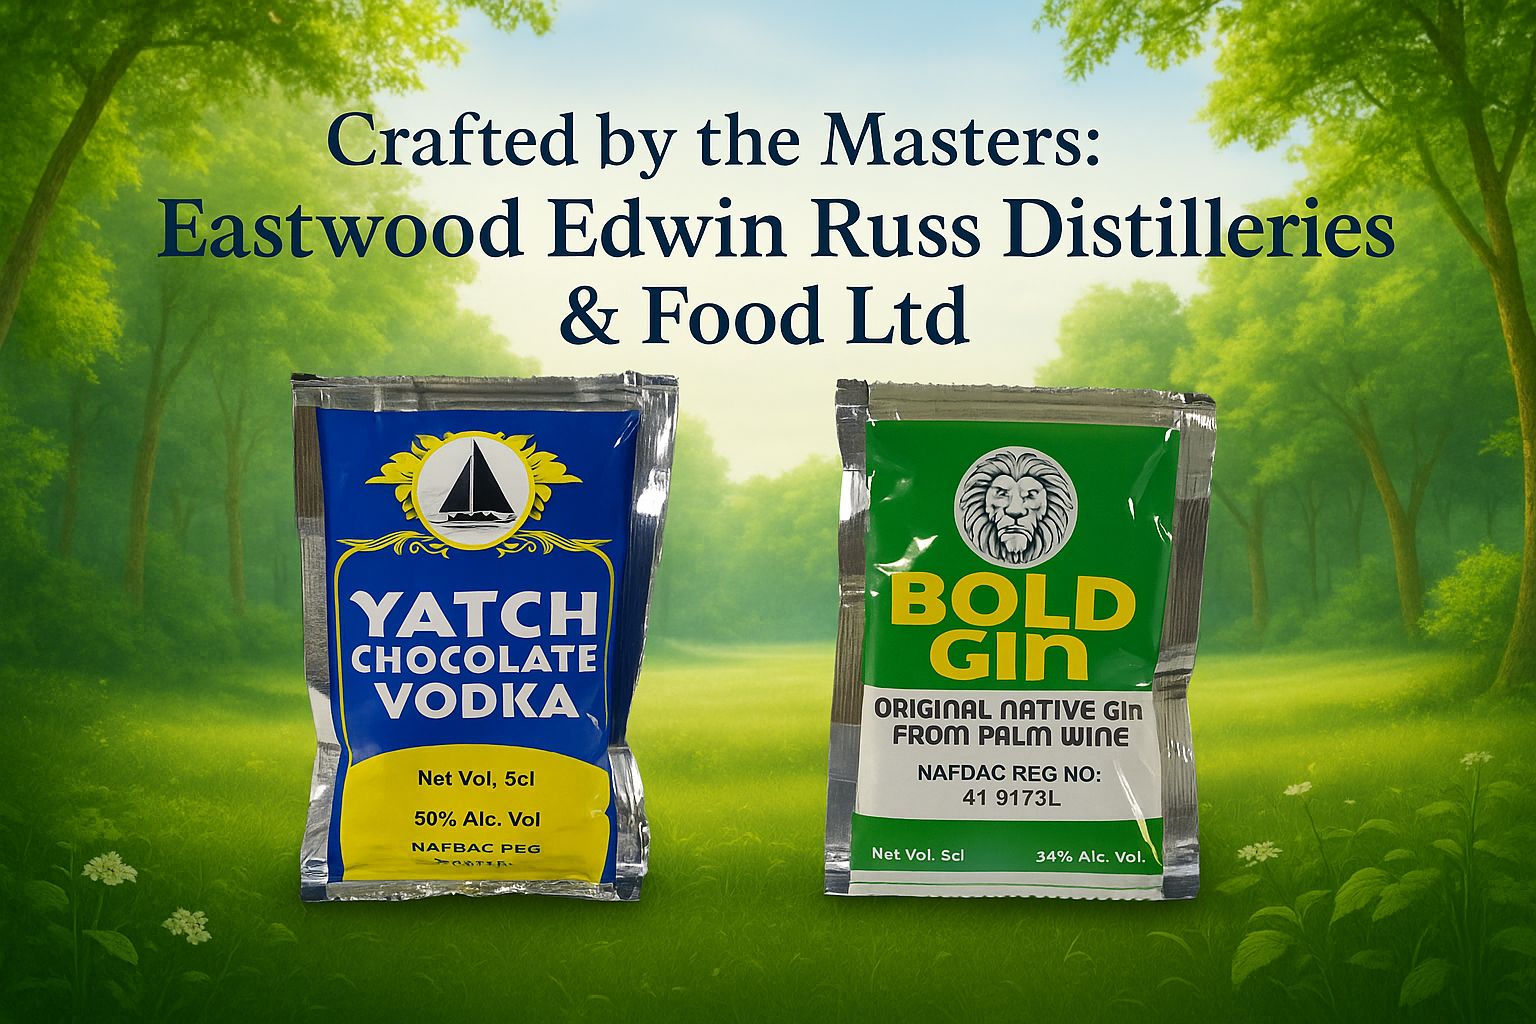 Crafted by the Masters:
Eastwood Edwin Russ Distilleries
& Food Ltd
YATCH
CHOCOLATE
VODKA
Net Vol, 5cl
50% Alc. Vol
NAFBAC PEG
BOLD
GIn
ORIGINAL NATIVE GIn
FROM PALM WINE
NAFDAC REG NO:
41 9173L
Net Vol. Scl
34% Alc. Vol.